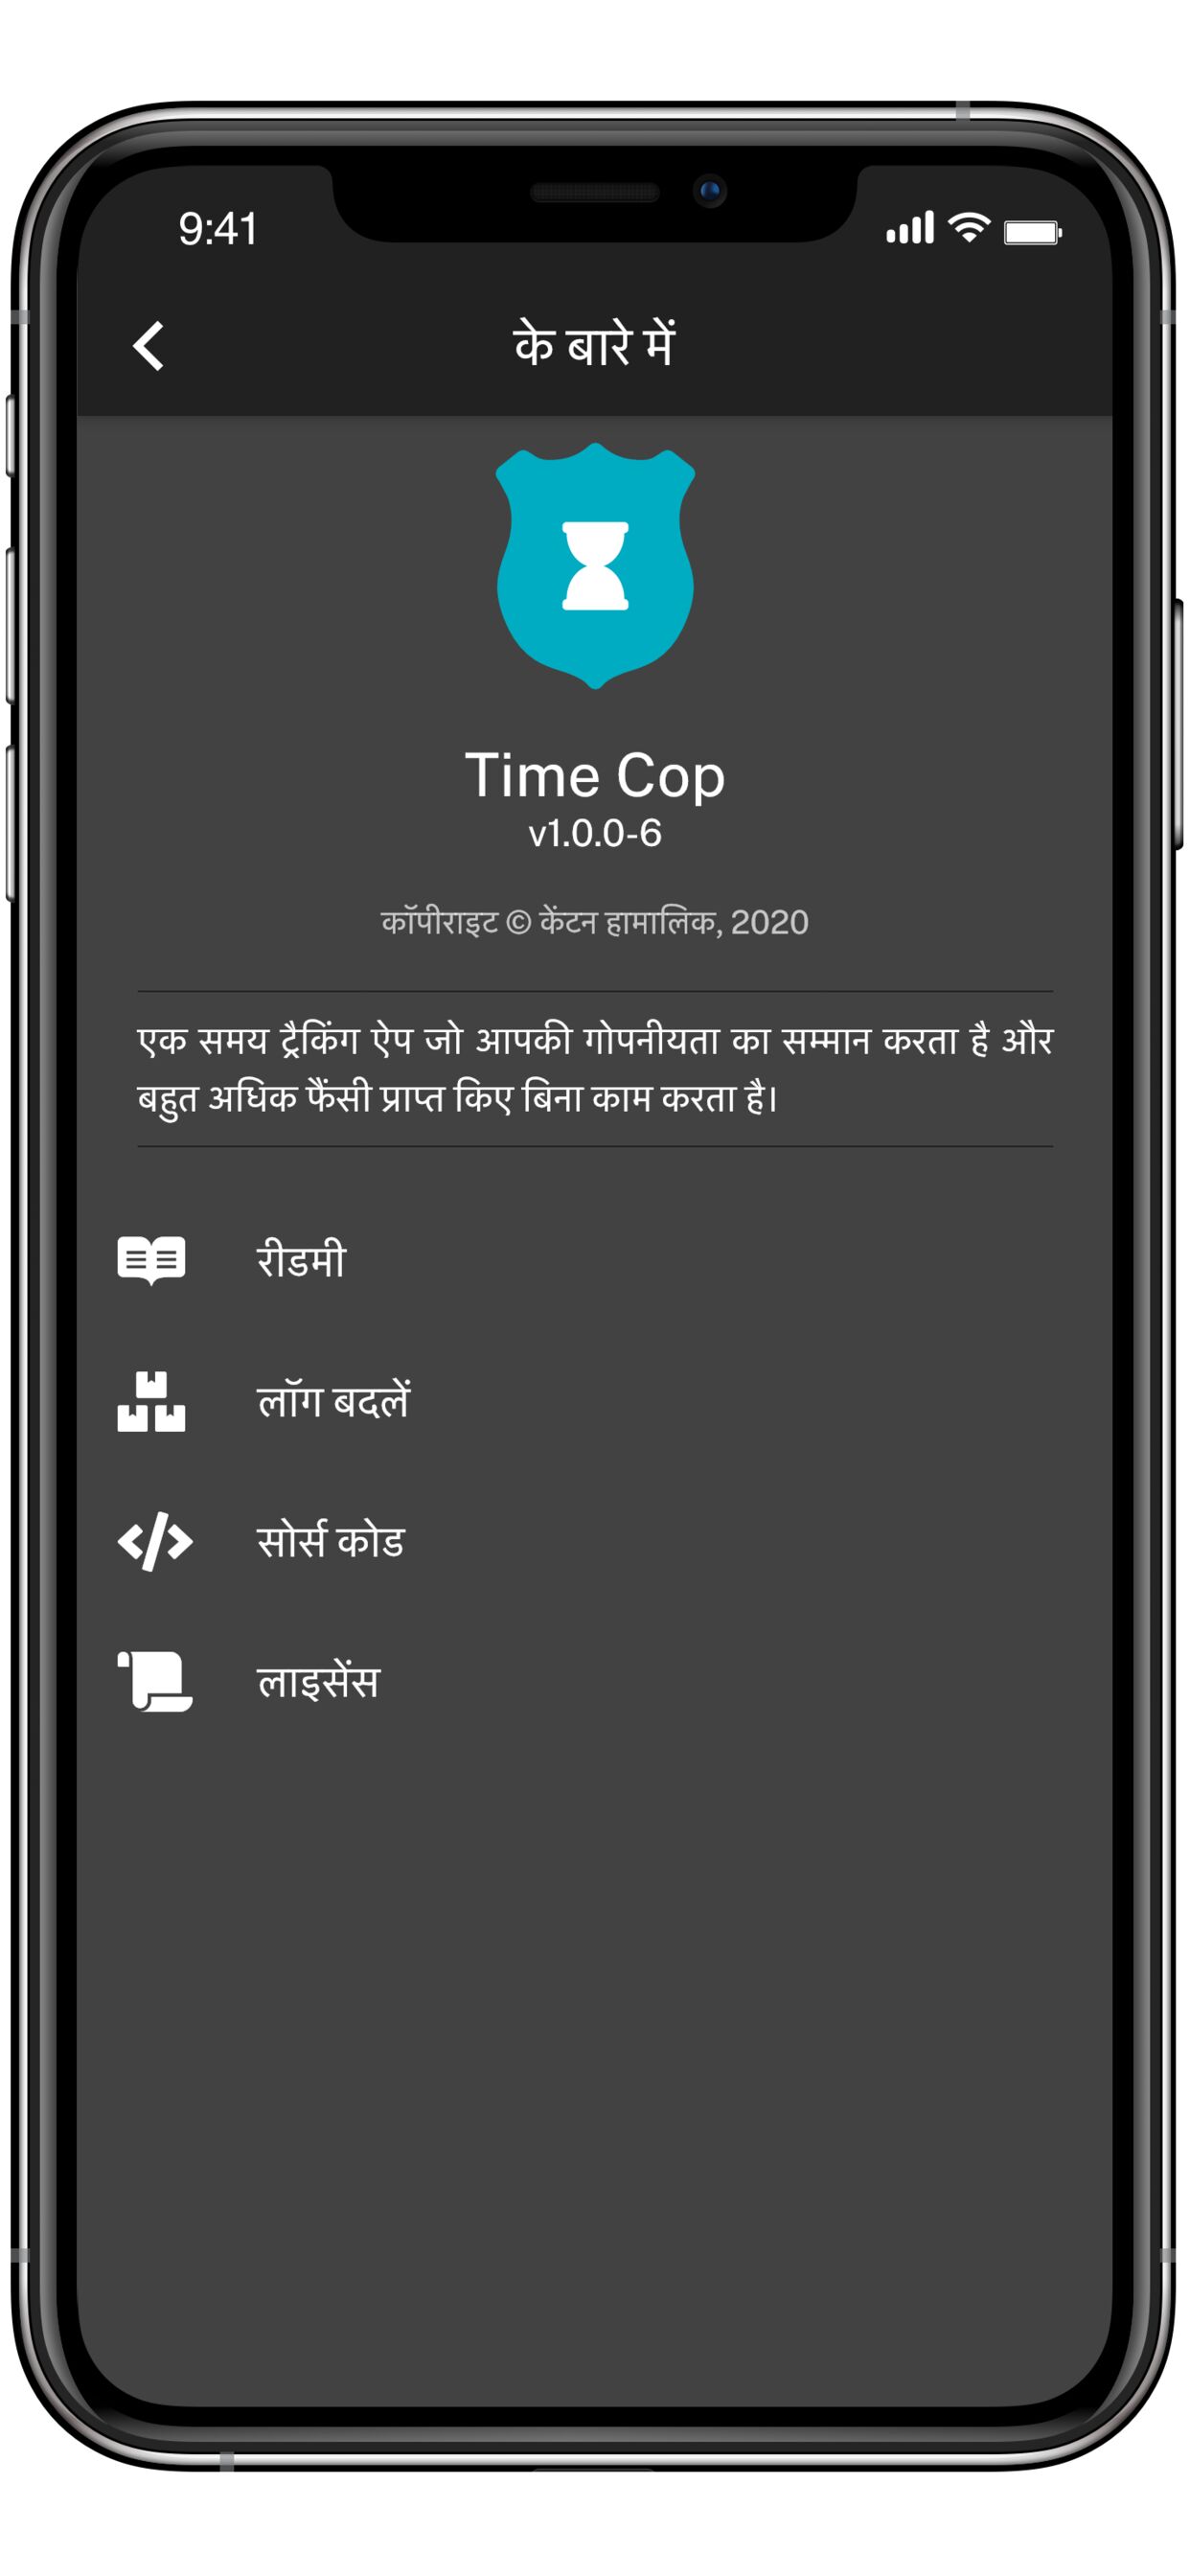 9:41
के बारे में
Time Cop
v1.0.0-6
कॉपीराइट © केंटन हामालिक, 2020
एक समय ट्रैकिंग ऐप जो आपकी गोपनीयता का सम्मान करता है और
बहुत अधिक फैंसी प्राप्त किए बिना काम करता है।
रीडमी
लॉग बदलें
सोर्स कोड
लाइसेंस